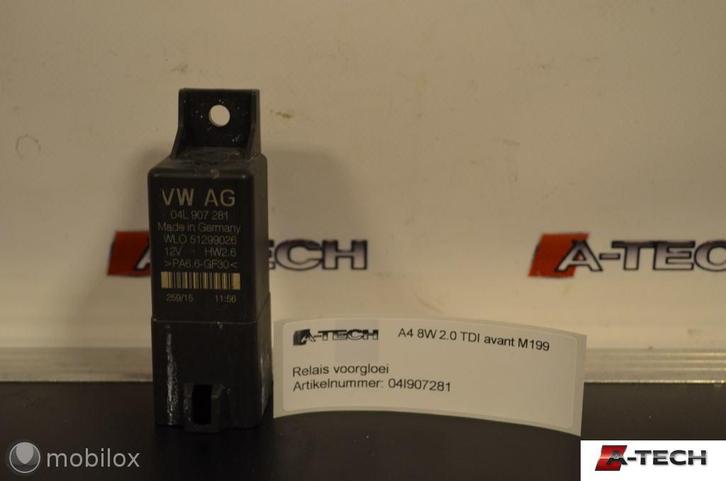 VW AG
04L 907 281
Made in Germany
WLO 51299026
12V - HW2.6
>PA6.6-GF30<
259/15 11:56
A-TECH
A-TECH
A-TECH A4 8W 2.0 TDI avant M199
Relais voorgloei
Artikelnummer: 04l907281
mobilox
A-TECH